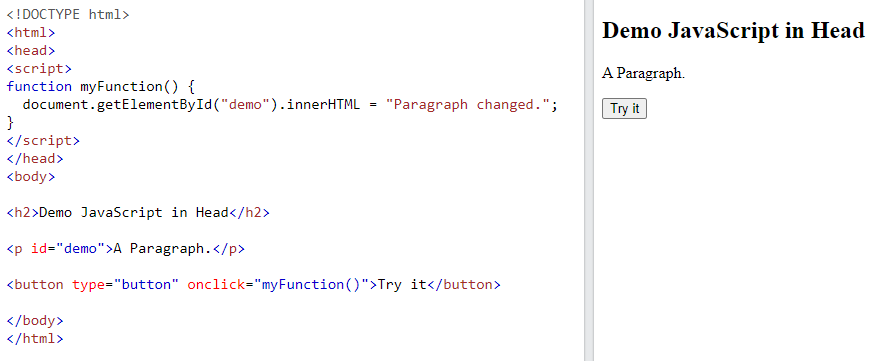 <!DOCTYPE html>
<html>
<head>
<script>
function myFunction() {
  document.getElementById("demo").innerHTML = "Paragraph changed.";
}
</script>
</head>
<body>
<h2>Demo JavaScript in Head</h2>
<p id="demo">A Paragraph.</p>
<button type="button" onclick="myFunction()">Try it</button>
</body>
</html>
Demo JavaScript in Head
A Paragraph.
Try it